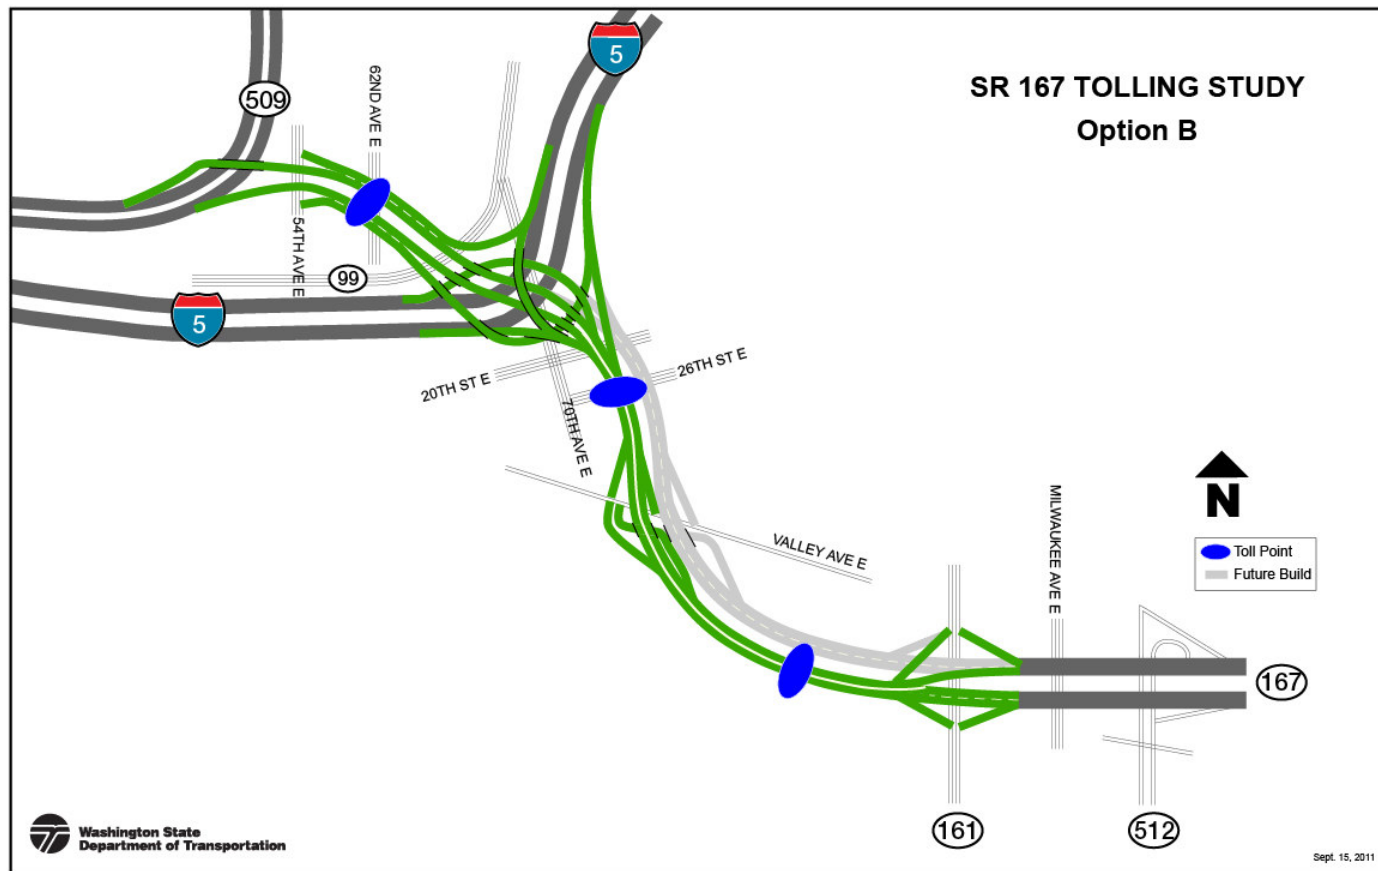 SR 167 TOLLING STUDY
Option B
5
509
62ND AVE E
54TH AVE E
99
5
20TH ST E
26TH ST E
70TH AVE E
VALLEY AVE E
MILWAUKEE AVE E
N
Toll Point
Future Build
167
161
512
Washington State
Department of Transportation
Sept. 15, 2011